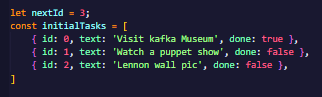 let nextId = 3;
const initialTasks = [
{ id: 0, text: 'Visit kafka Museum', done: true },
{ id: 1, text: 'Watch a puppet show', done: false },
{ id: 2, text: 'Lennon wall pic', done: false },
]